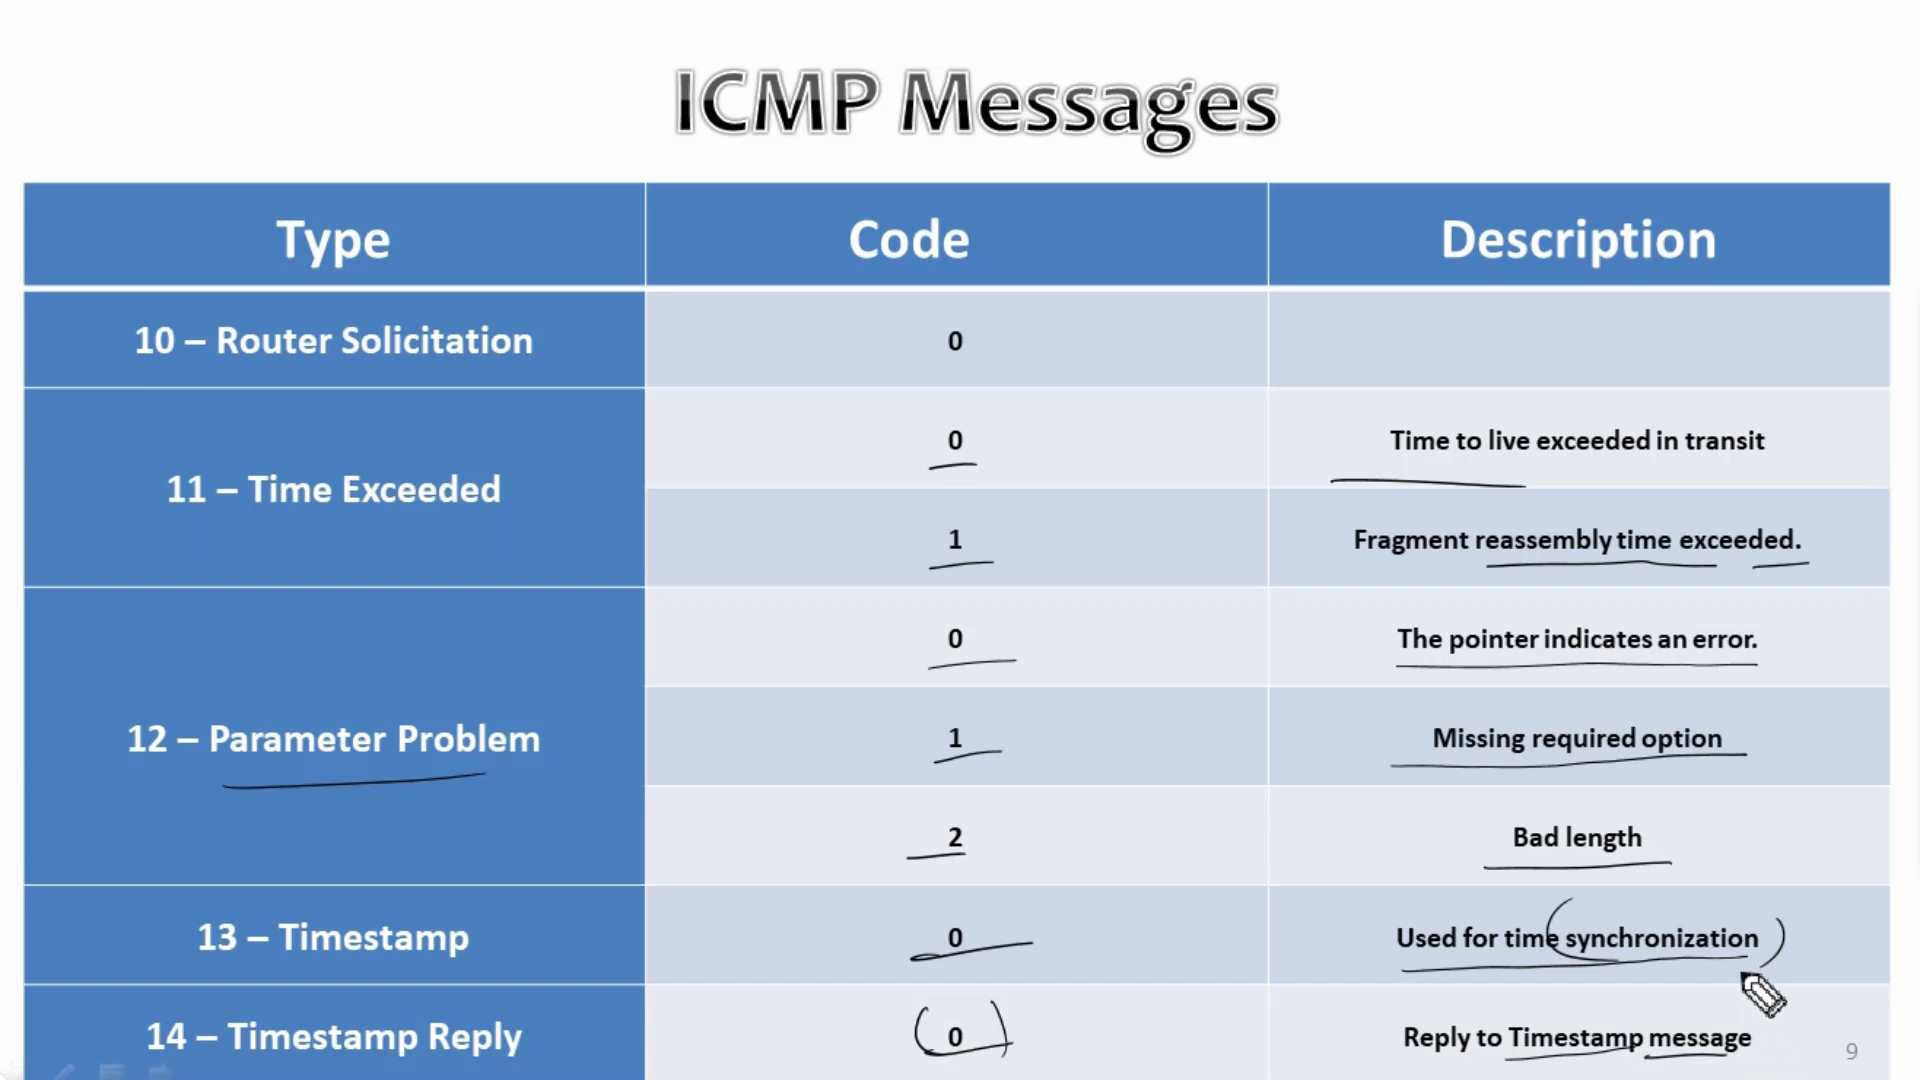 ICMP Messages
Type Code Description
10 – Router Solicitation 0
11 – Time Exceeded 0 Time to live exceeded in transit
1 Fragment reassembly time exceeded.
12 – Parameter Problem 0 The pointer indicates an error.
1 Missing required option
2 Bad length
13 – Timestamp 0 Used for time synchronization
14 – Timestamp Reply 0 Reply to Timestamp message
9